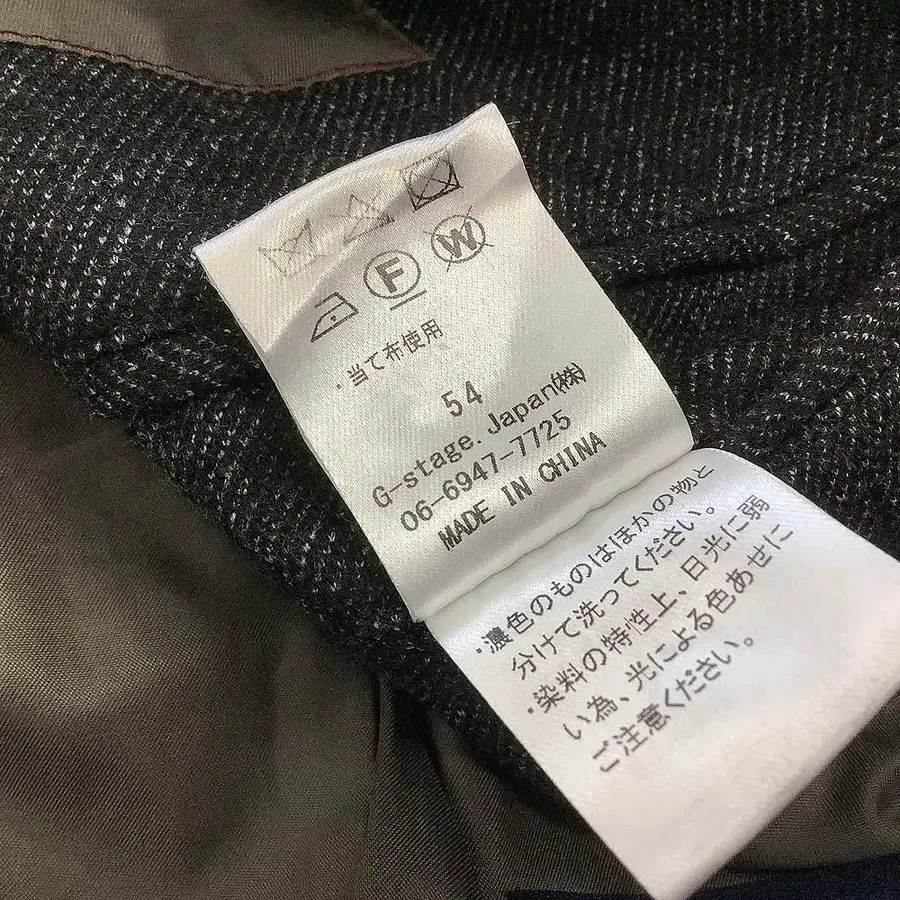 F W
・当て布使用
54
G-stage. Japan(株)
06-6947-7725
MADE IN CHINA
・濃色のものはほかの物と
分けて洗ってください。
・染料の特性上、日光に弱
い為、光による色あせに
ご注意ください。